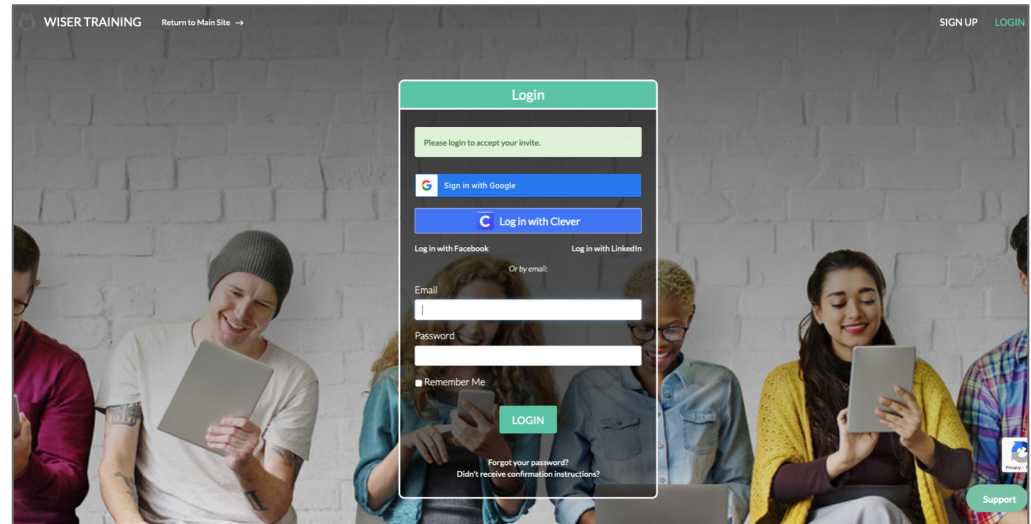 WISER TRAINING
Return to Main Site →
SIGN UP
LOGIN
Login
Please login to accept your invite.
Sign in with Google
Log in with Clever
Log in with Facebook
Log in with LinkedIn
Or by email:
Email
Password
Remember Me
LOGIN
Forgot your password?
Didn't receive confirmation instructions?
Privacy
Support